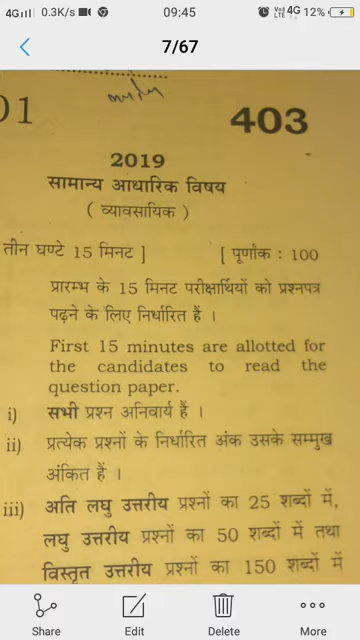 4G 0.3K/s 09:45 VoLTE 4G 12%
7/67
01
403
2019
सामान्य आधारिक विषय
( व्यावसायिक )
तीन घण्टे 15 मिनट ] [ पूर्णांक : 100
प्रारम्भ के 15 मिनट परीक्षार्थियों को प्रश्नपत्र
पढ़ने के लिए निर्धारित हैं ।
First 15 minutes are allotted for
the candidates to read the
question paper.
i) सभी प्रश्न अनिवार्य हैं ।
ii) प्रत्येक प्रश्नों के निर्धारित अंक उसके सम्मुख
अंकित हैं ।
iii) अति लघु उत्तरीय प्रश्नों का 25 शब्दों में,
लघु उत्तरीय प्रश्नों का 50 शब्दों में तथा
विस्तृत उत्तरीय प्रश्नों का 150 शब्दों में
Share Edit Delete More